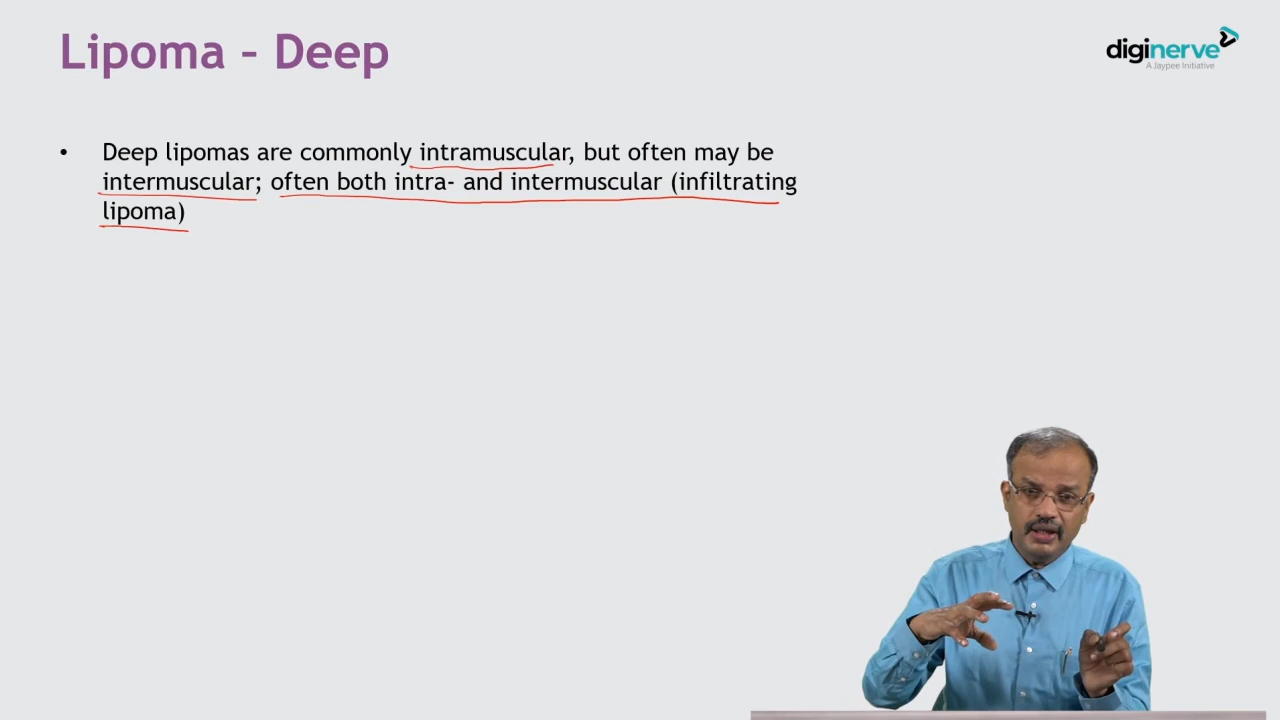 Lipoma – Deep
diginerve
A Jaypee Initiative
• Deep lipomas are commonly intramuscular, but often may be
intermuscular; often both intra- and intermuscular (infiltrating
lipoma)